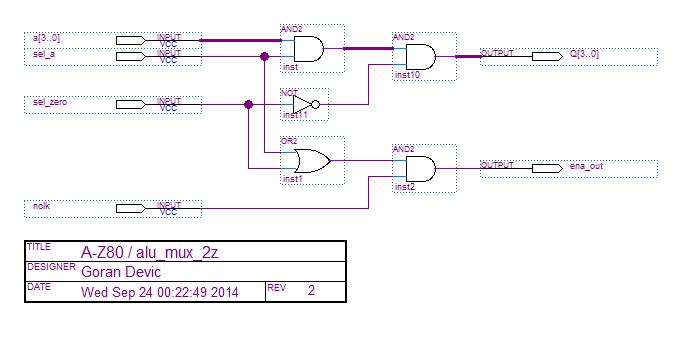 AND2
a[3..0] INPUT VCC AND2
sel_a INPUT VCC OUTPUT Q[3..0]
inst inst10
sel_zero INPUT VCC NOT
inst11
OR2 AND2
inst1 OUTPUT ena_out
inst2
nclk INPUT VCC
TITLE A-Z80 / alu_mux_2z
DESIGNER Goran Devic
DATE Wed Sep 24 00:22:49 2014 REV 2